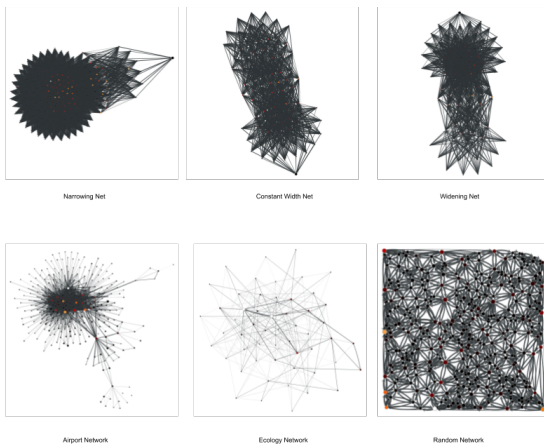 Narrowing Net
Constant Width Net
Widening Net
Airport Network
Ecology Network
Random Network